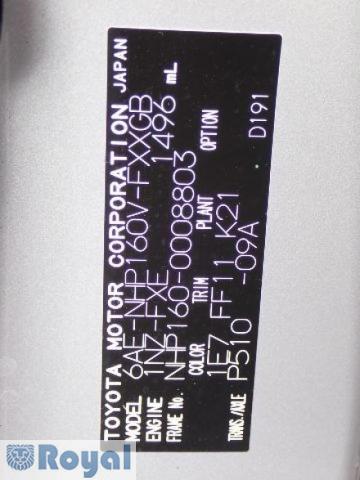 TOYOTA MOTOR CORPORATION JAPAN
MODEL 6AE-NHP160V-FXXGB
ENGINE 1NZ-FXE 1496 mL
FRAME No. NHP160-0008803
COLOR TRIM PLANT OPTION
1E7 FF11 K21
TRANS./AXLE P510 -09A D191
Royal